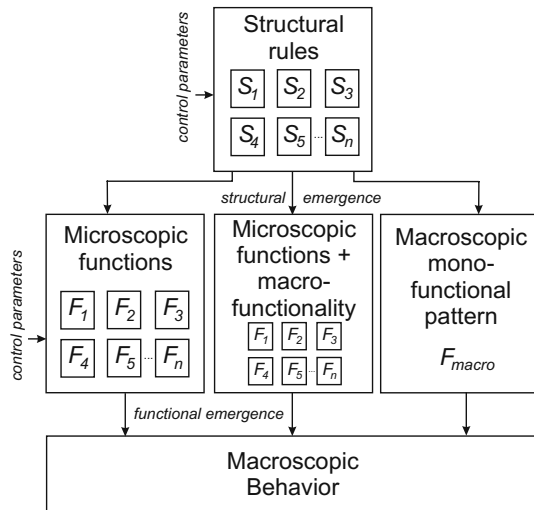 Structural
rules
control parameters
S1 S2 S3
S4 S5 ... Sn
structural emergence
Microscopic
functions
control parameters
F1 F2 F3
F4 F5 ... Fn
Microscopic
functions +
macro-
functionality
F1 F2 F3
F4 F5 ... Fn
Macroscopic
mono-
functional
pattern
Fmacro
functional emergence
Macroscopic
Behavior